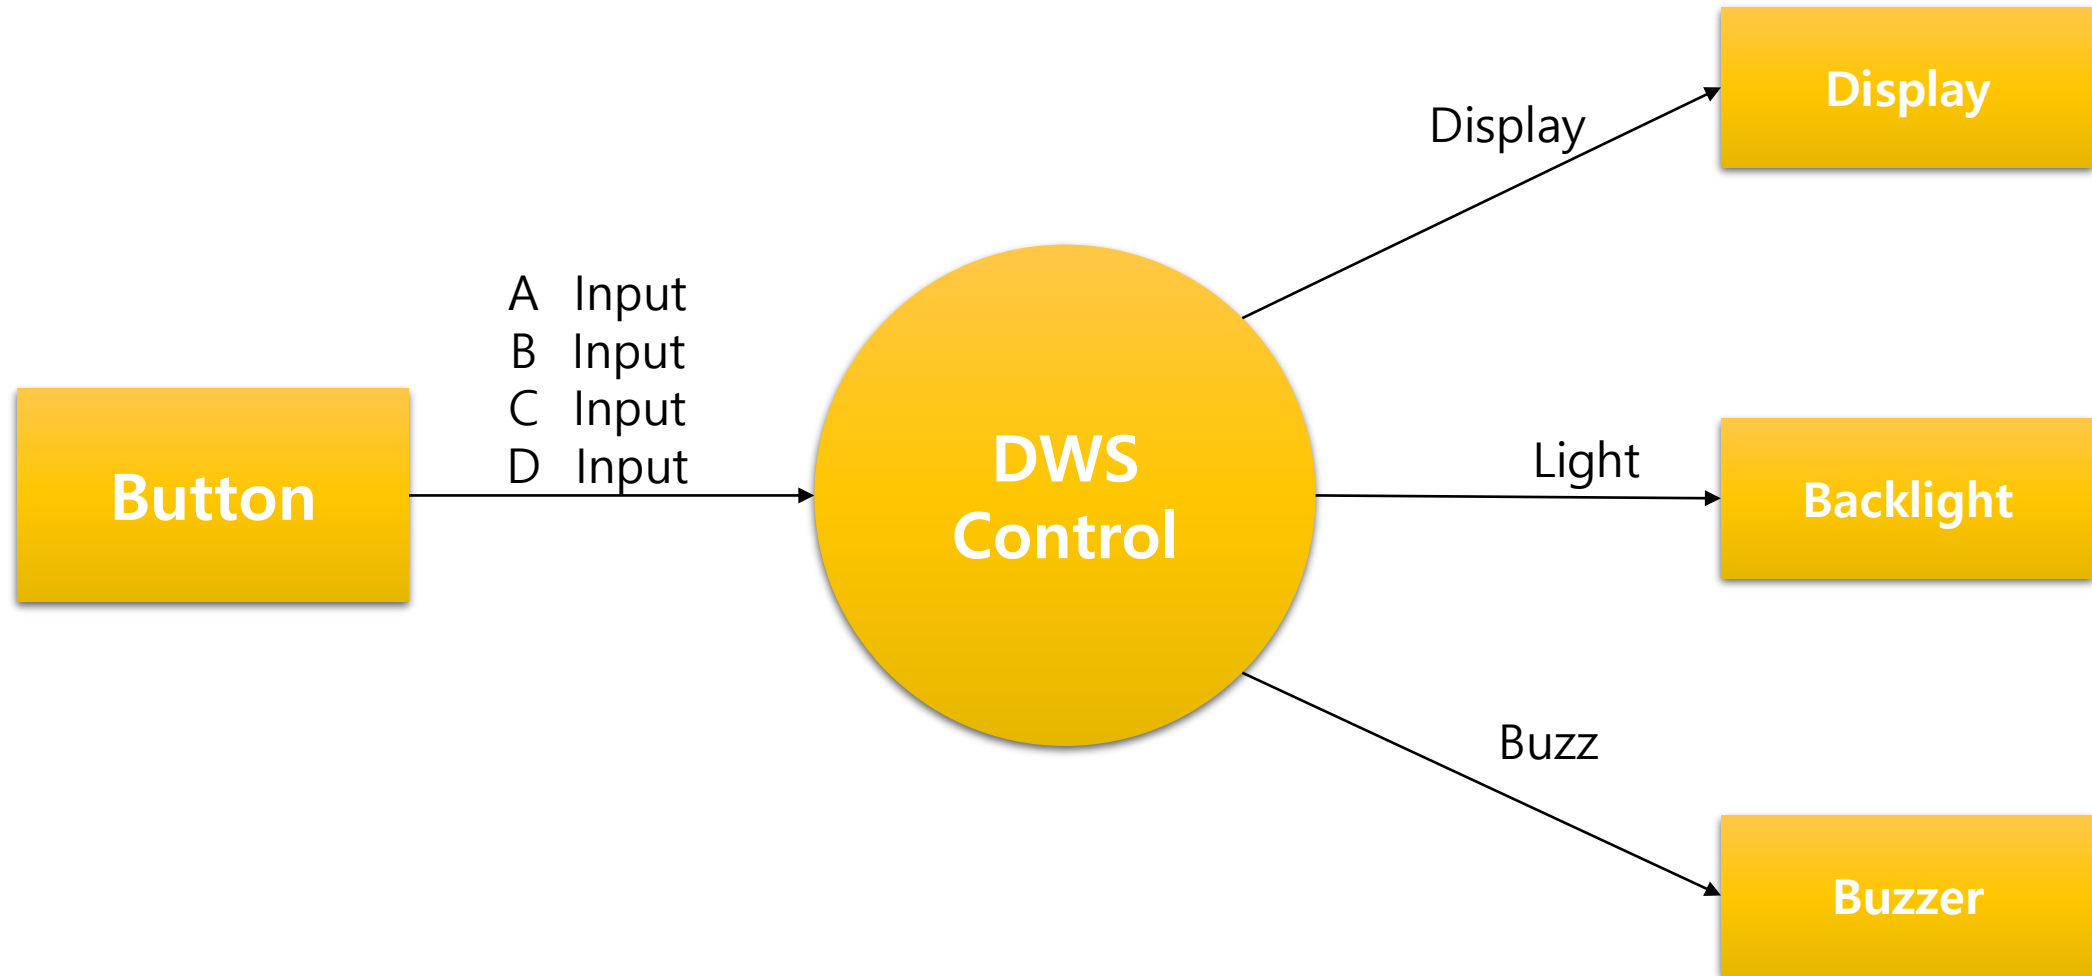 Display
Display
A Input
B Input
C Input
D Input
Button
DWS
Control
Light
Backlight
Buzz
Buzzer